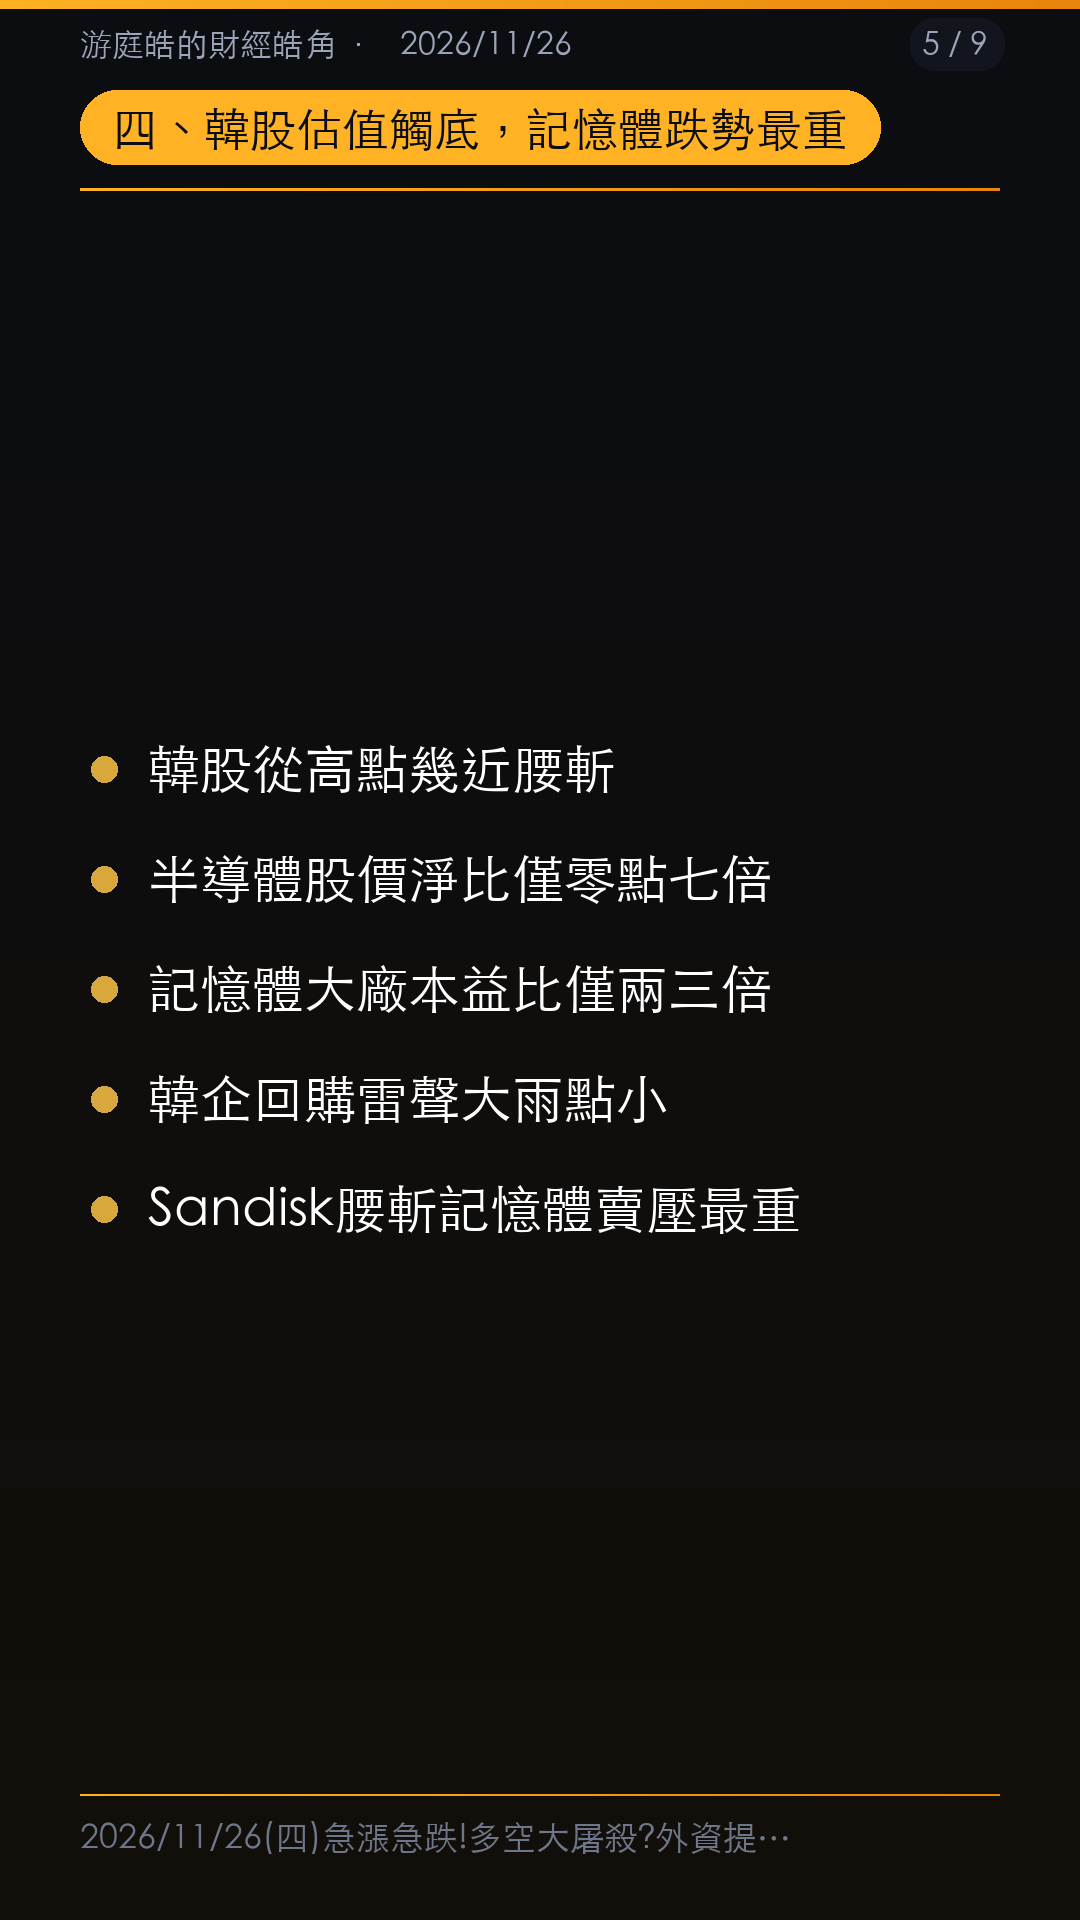 游庭皓的財經皓角 · 2026/11/26
5 / 9
四、韓股估值觸底，記憶體跌勢最重
韓股從高點幾近腰斬
半導體股價淨比僅零點七倍
記憶體大廠本益比僅兩三倍
韓企回購雷聲大雨點小
Sandisk腰斬記憶體賣壓最重
2026/11/26(四)急漲急跌!多空大屠殺?外資提…